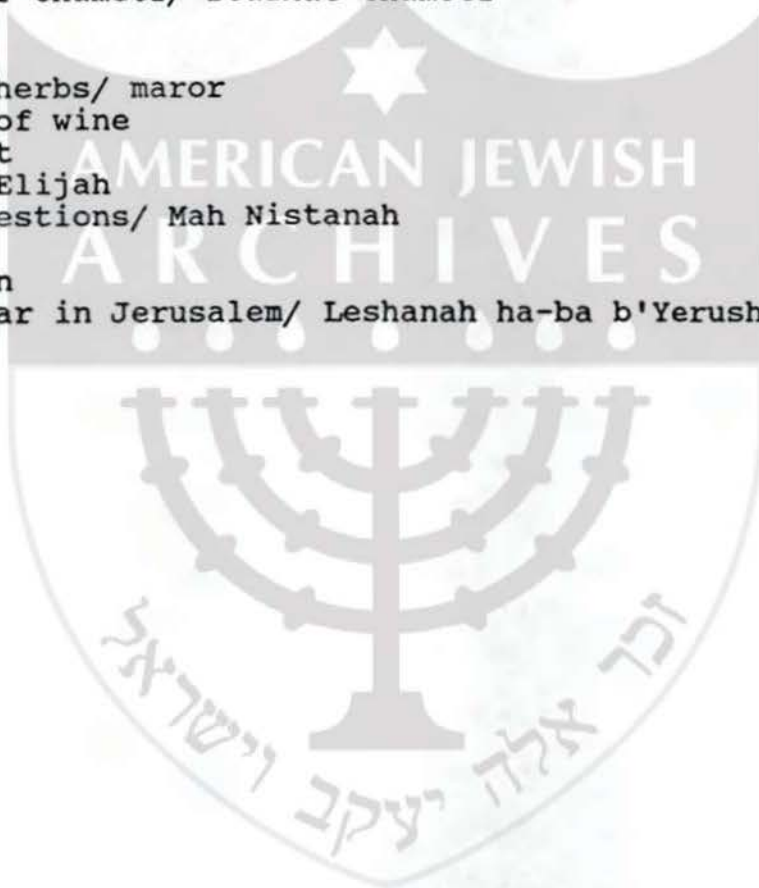 herbs/ maror
of wine
t
Elijah
AMERICAN JEWISH
estions/ Mah Nistanah
ARCHIVES
n
ar in Jerusalem/ Leshanah ha-ba b'Yerush
זכר אלה יעקב וישראל